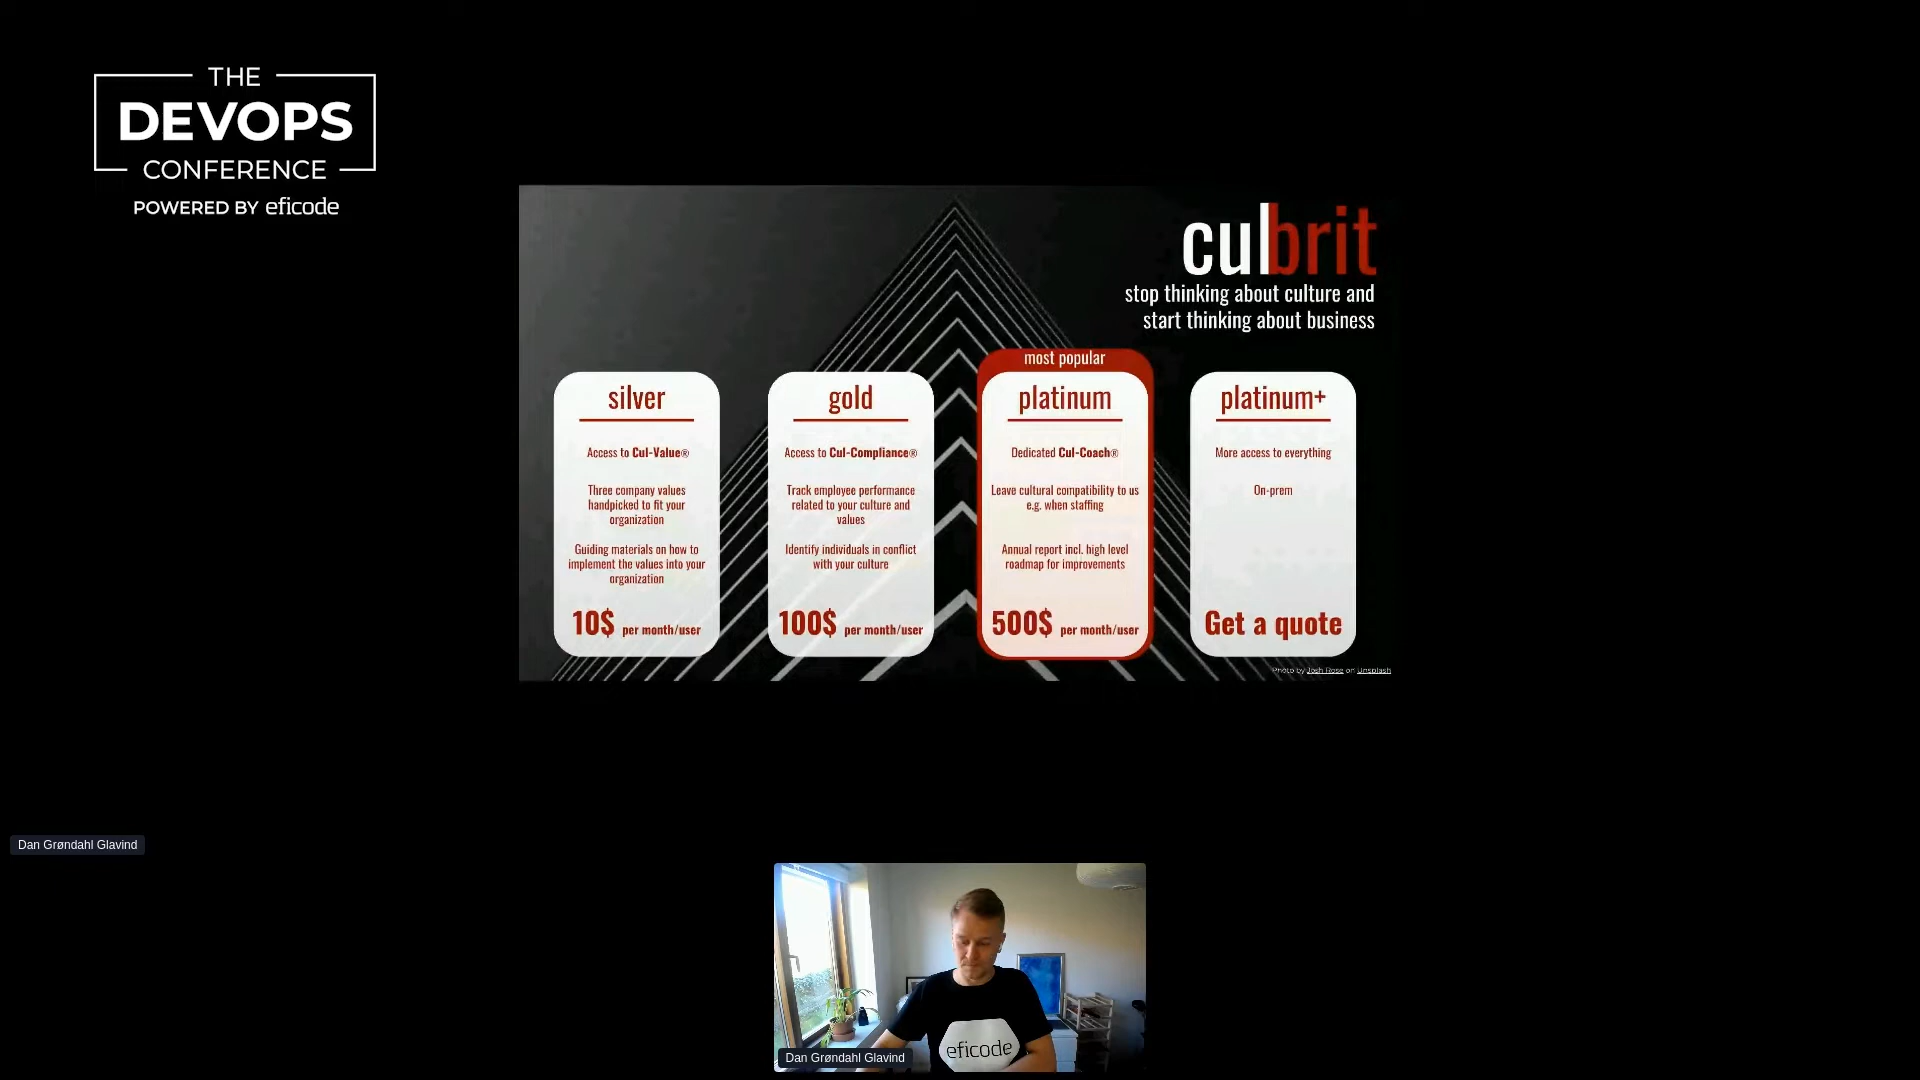 THE
DEVOPS
CONFERENCE
POWERED BY eficode
culbrit
stop thinking about culture and
start thinking about business
silver
Access to Cul-Value®
Three company values
handpicked to fit your
organization
Guiding materials on how to
implement the values into your
organization
10$ per month/user
gold
Access to Cul-Compliance®
Track employee performance
related to your culture and
values
Identify individuals in conflict
with your culture
100$ per month/user
most popular
platinum
Dedicated Cul-Coach®
Leave cultural compatibility to us
e.g. when staffing
Annual report incl. high level
roadmap for improvements
500$ per month/user
platinum+
More access to everything
On-prem
Get a quote
Photo by Josh Rose on Unsplash
Dan Grøndahl Glavind
eficode
Dan Grøndahl Glavind